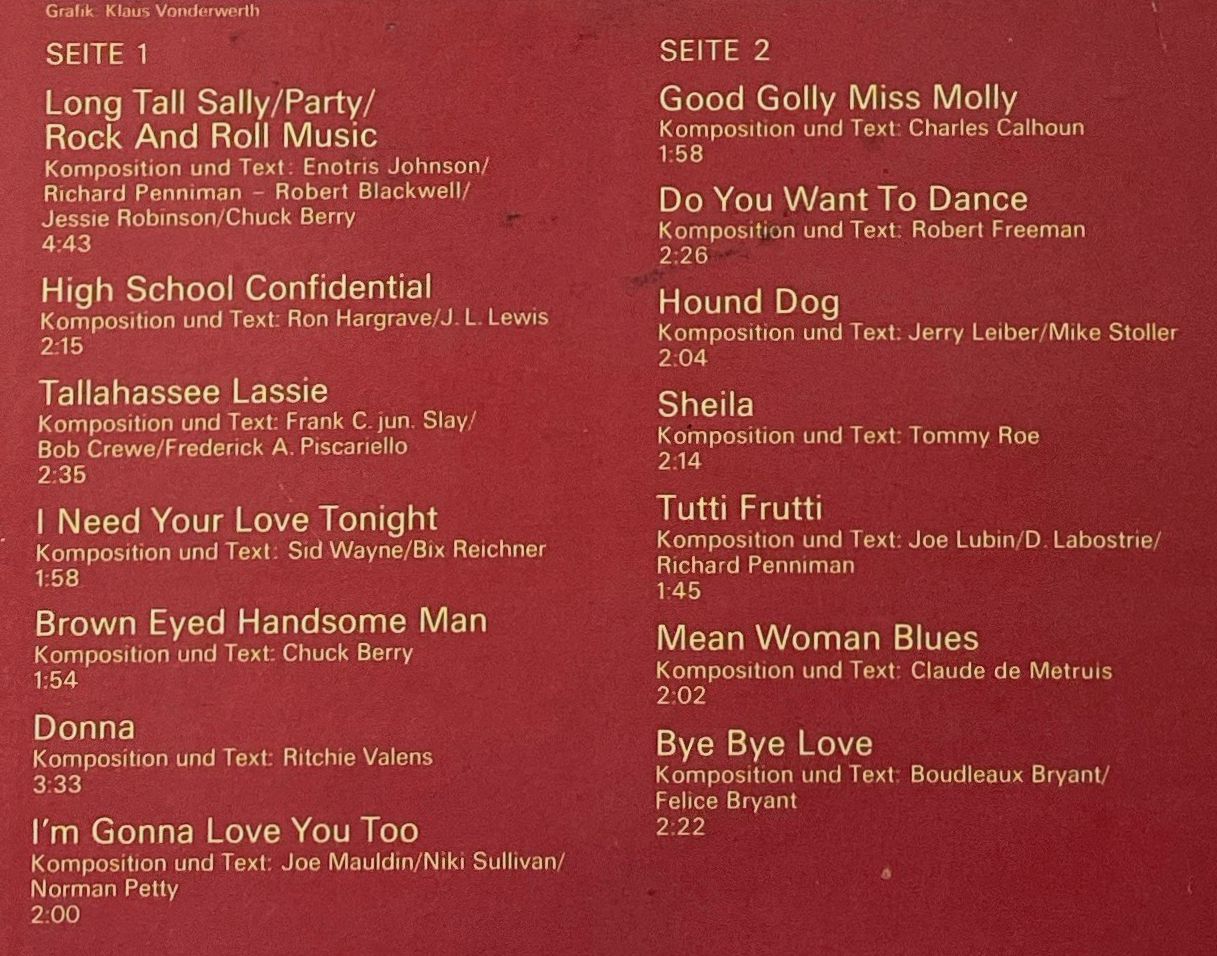 Grafik: Klaus Vonderwerth
SEITE 1
Long Tall Sally/Party/
Rock And Roll Music
Komposition und Text: Enotris Johnson/
Richard Penniman – Robert Blackwell/
Jessie Robinson/Chuck Berry
4:43
High School Confidential
Komposition und Text: Ron Hargrave/J. L. Lewis
2:15
Tallahassee Lassie
Komposition und Text: Frank C. jun. Slay/
Bob Crewe/Frederick A. Piscariello
2:35
I Need Your Love Tonight
Komposition und Text: Sid Wayne/Bix Reichner
1:58
Brown Eyed Handsome Man
Komposition und Text: Chuck Berry
1:54
Donna
Komposition und Text: Ritchie Valens
3:33
I'm Gonna Love You Too
Komposition und Text: Joe Mauldin/Niki Sullivan/
Norman Petty
2:00
SEITE 2
Good Golly Miss Molly
Komposition und Text: Charles Calhoun
1:58
Do You Want To Dance
Komposition und Text: Robert Freeman
2:26
Hound Dog
Komposition und Text: Jerry Leiber/Mike Stoller
2:04
Sheila
Komposition und Text: Tommy Roe
2:14
Tutti Frutti
Komposition und Text: Joe Lubin/D. Labostrie/
Richard Penniman
1:45
Mean Woman Blues
Komposition und Text: Claude de Metruis
2:02
Bye Bye Love
Komposition und Text: Boudleaux Bryant/
Felice Bryant
2:22